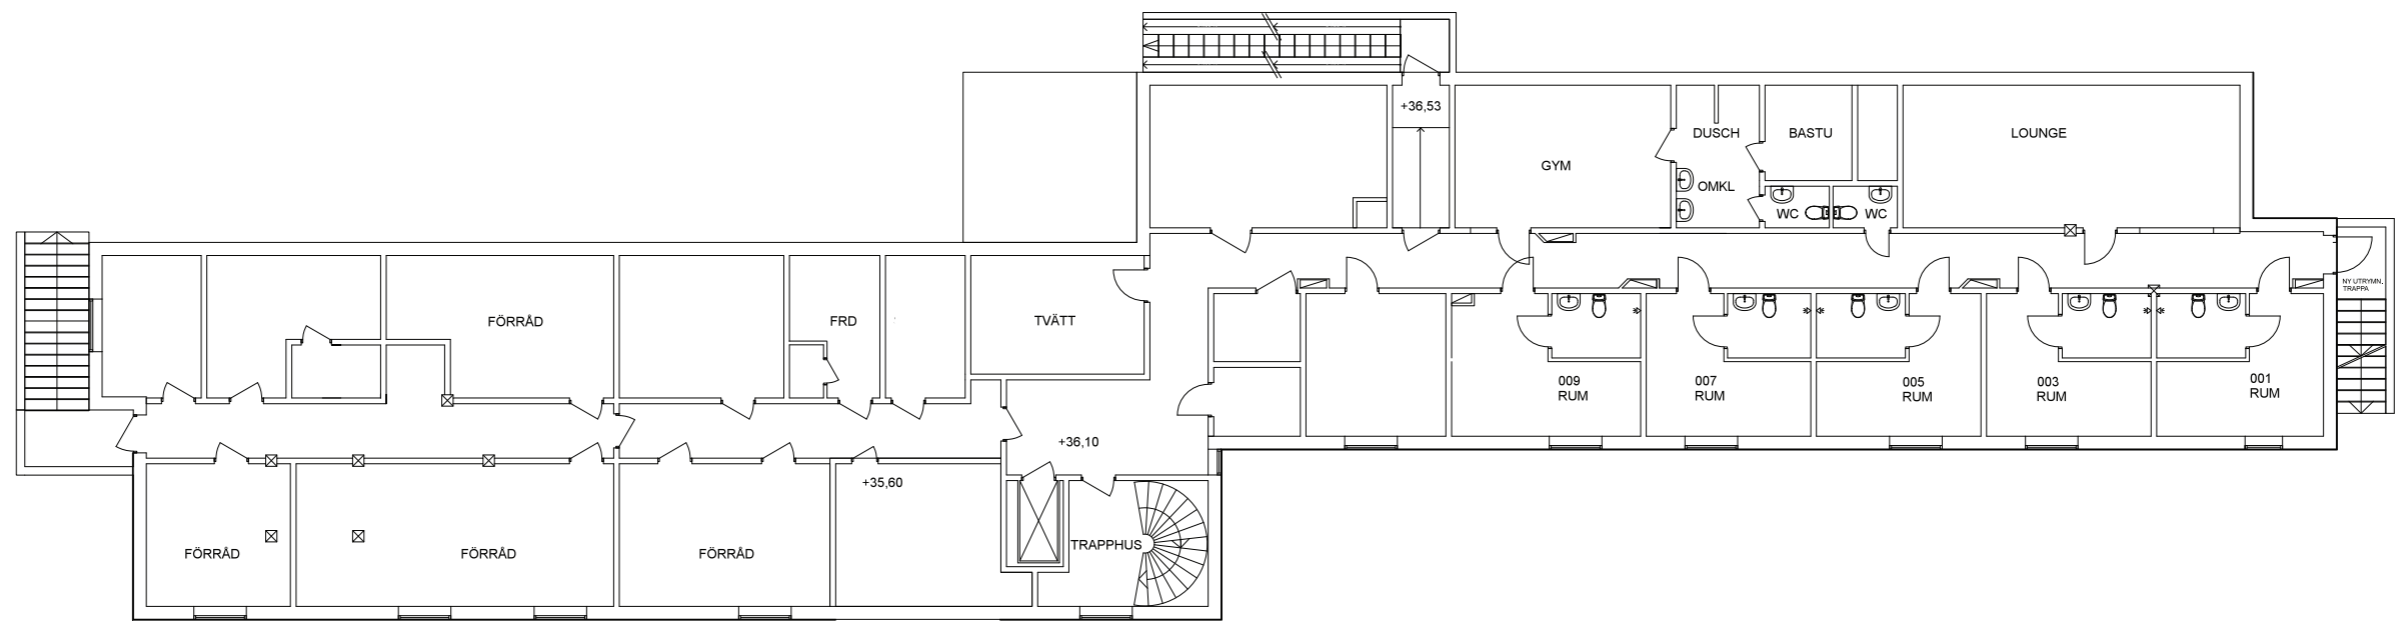 +36,53
DUSCH
BASTU
LOUNGE
GYM
OMKL
WC
WC
NY UTRYMN.
TRAPPA
FÖRRÅD
FRD
TVÄTT
009
RUM
007
RUM
005
RUM
003
RUM
001
RUM
+36,10
+35,60
FÖRRÅD
FÖRRÅD
FÖRRÅD
TRAPPHUS